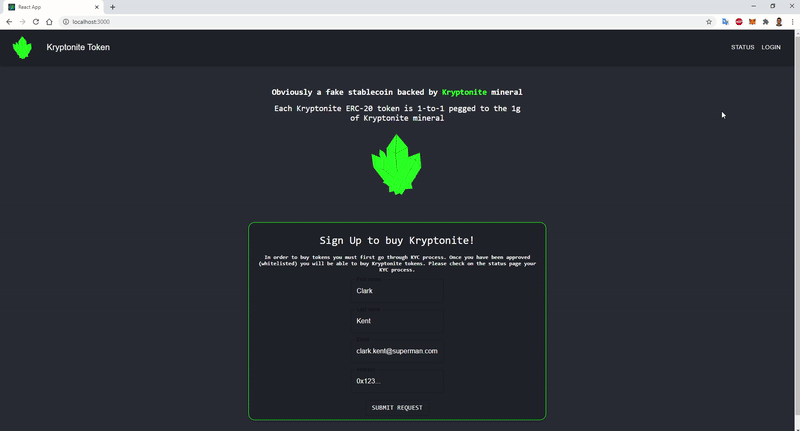 React App
localhost:3000
Kryptonite Token
STATUS LOGIN
Obviously a fake stablecoin backed by Kryptonite mineral
Each Kryptonite ERC-20 token is 1-to-1 pegged to the 1g
of Kryptonite mineral
Sign Up to buy Kryptonite!
In order to buy tokens you must first go through KYC process. Once you have been approved
(whitelisted) you will be able to buy Kryptonite tokens. Please check on the status page your
KYC process.
Clark
Kent
clark.kent@superman.com
0x123...
SUBMIT REQUEST